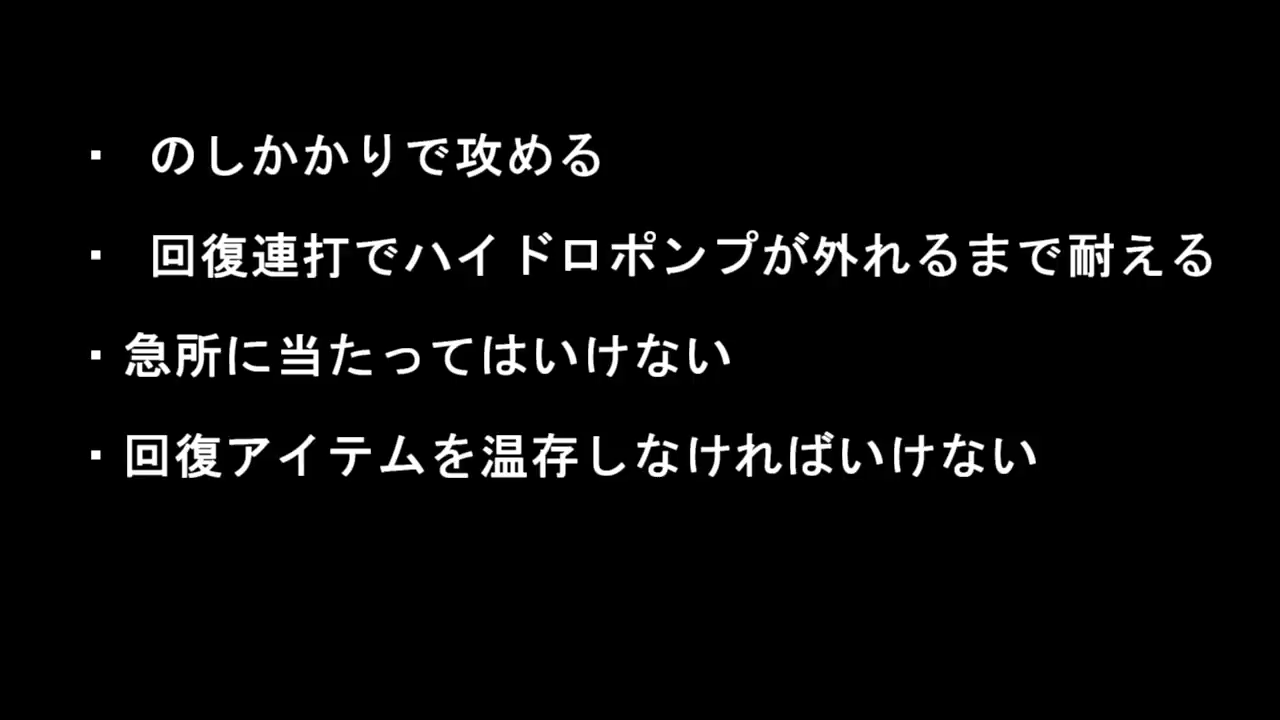 ・ のしかかりで攻める
・ 回復連打でハイドロポンプが外れるまで耐える
・急所に当たってはいけない
・回復アイテムを温存しなければいけない